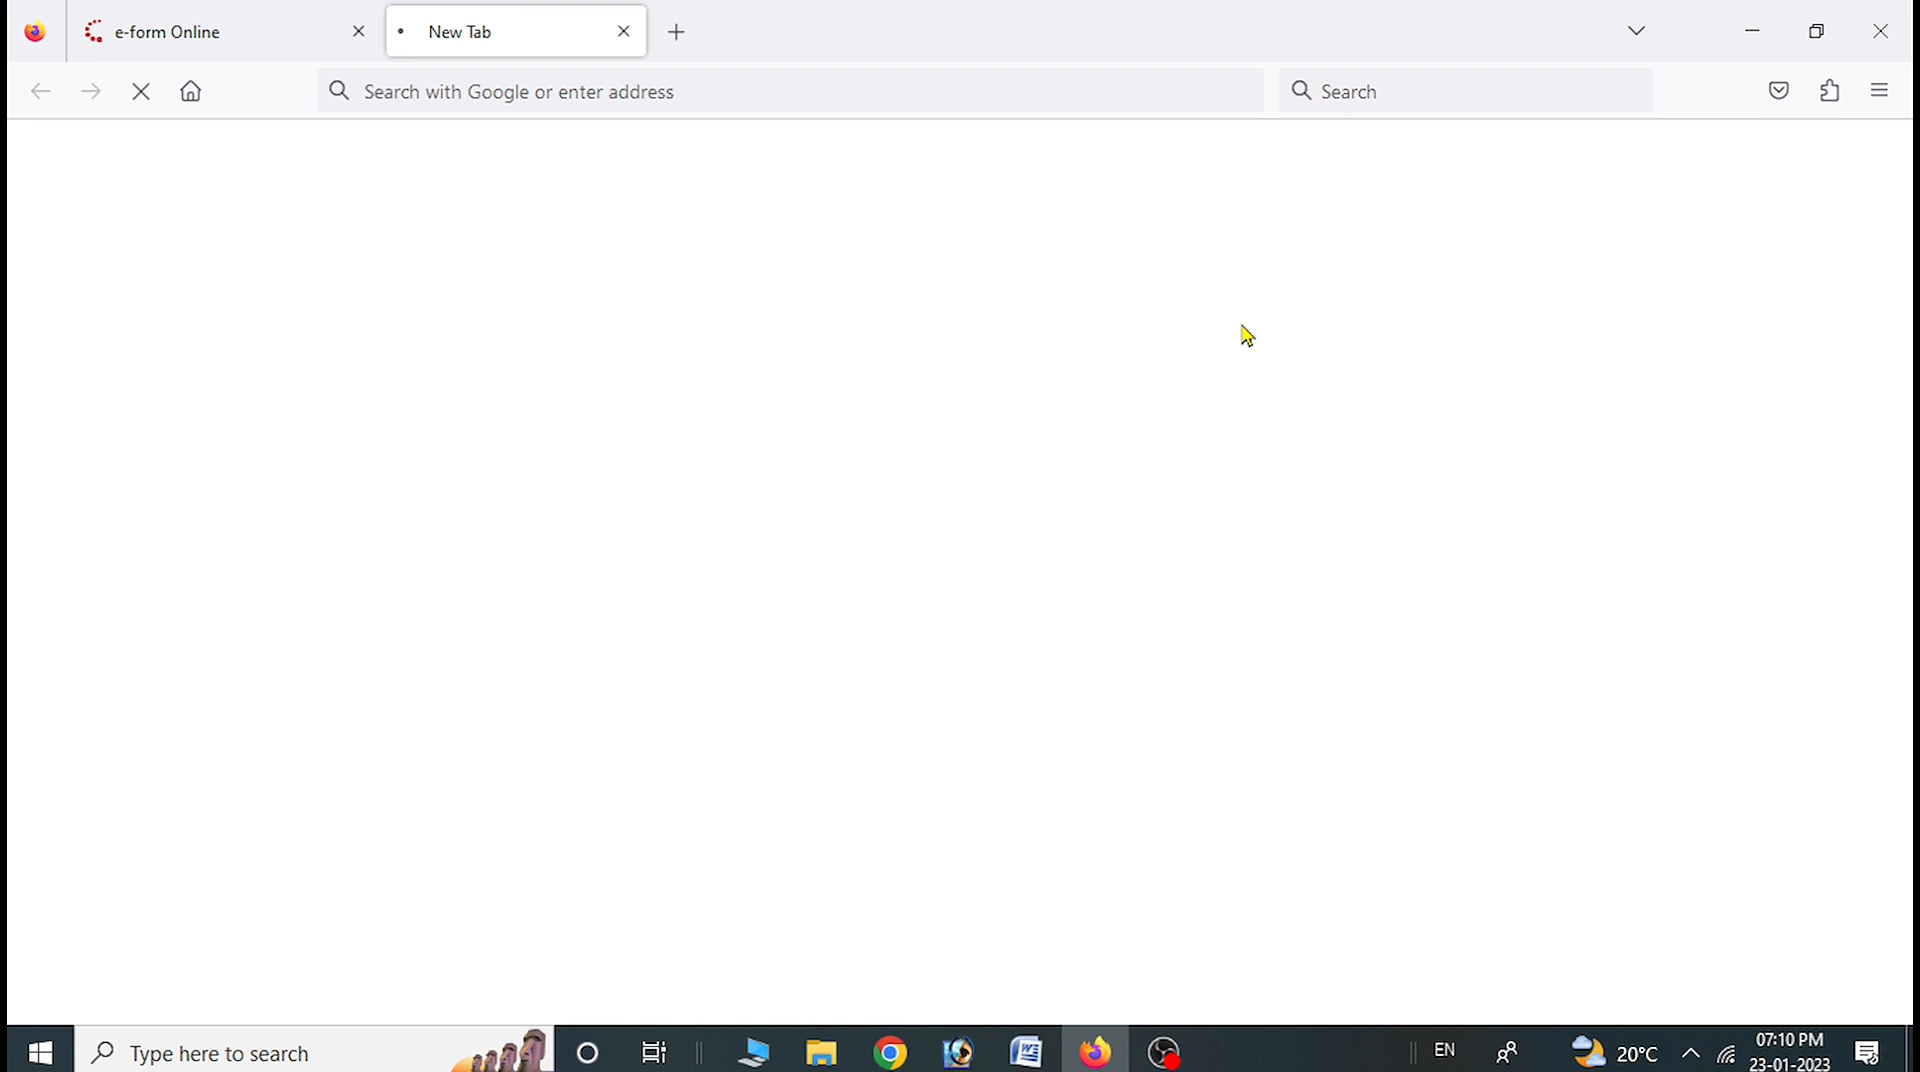 e-form Online
New Tab
Search with Google or enter address
Search
Type here to search
EN
20°C
07:10 PM
23-01-2023